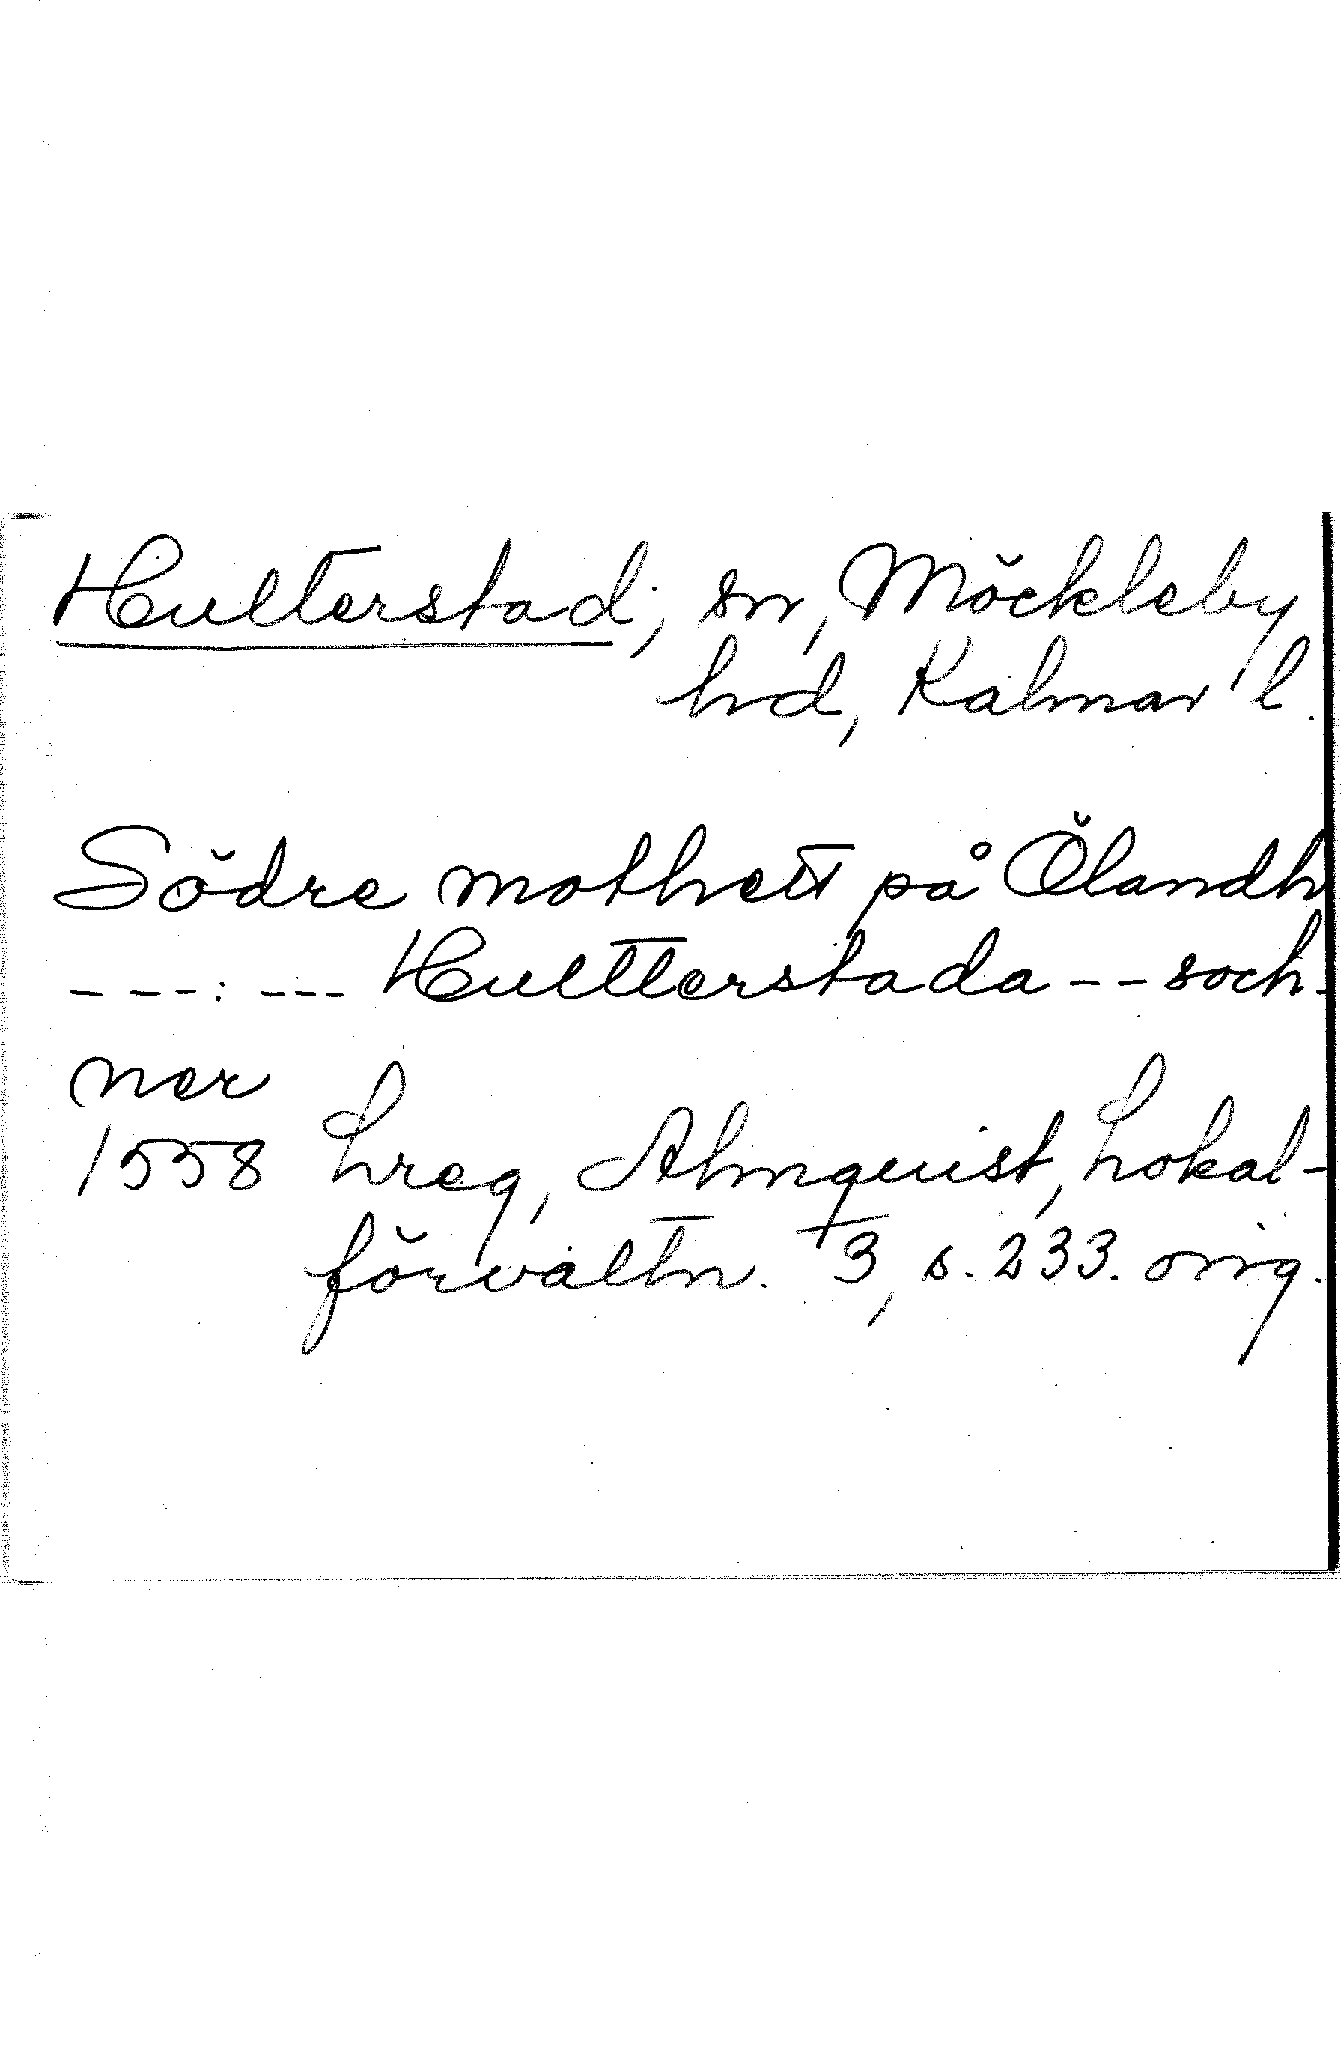 Hulterstad, sn, Möckleby
hd, Kalmar l.
Södre mothett på Ölandh
---:--- Hultterstada -- soch-
ner
1558 Lreg, Almquist, Lokal-
förvaltn. 3, s. 233. orig.